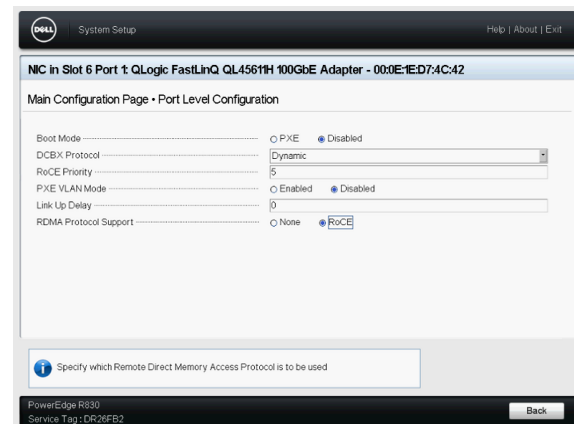 DELL System Setup Help | About | Exit
NIC in Slot 6 Port 1: QLogic FastLinQ QL45611H 100GbE Adapter - 00:0E:1E:D7:4C:42
Main Configuration Page • Port Level Configuration
Boot Mode PXE Disabled
DCBX Protocol Dynamic
RoCE Priority 5
PXE VLAN Mode Enabled Disabled
Link Up Delay 0
RDMA Protocol Support None RoCE
Specify which Remote Direct Memory Access Protocol is to be used
PowerEdge R830
Service Tag : DR26FB2 Back